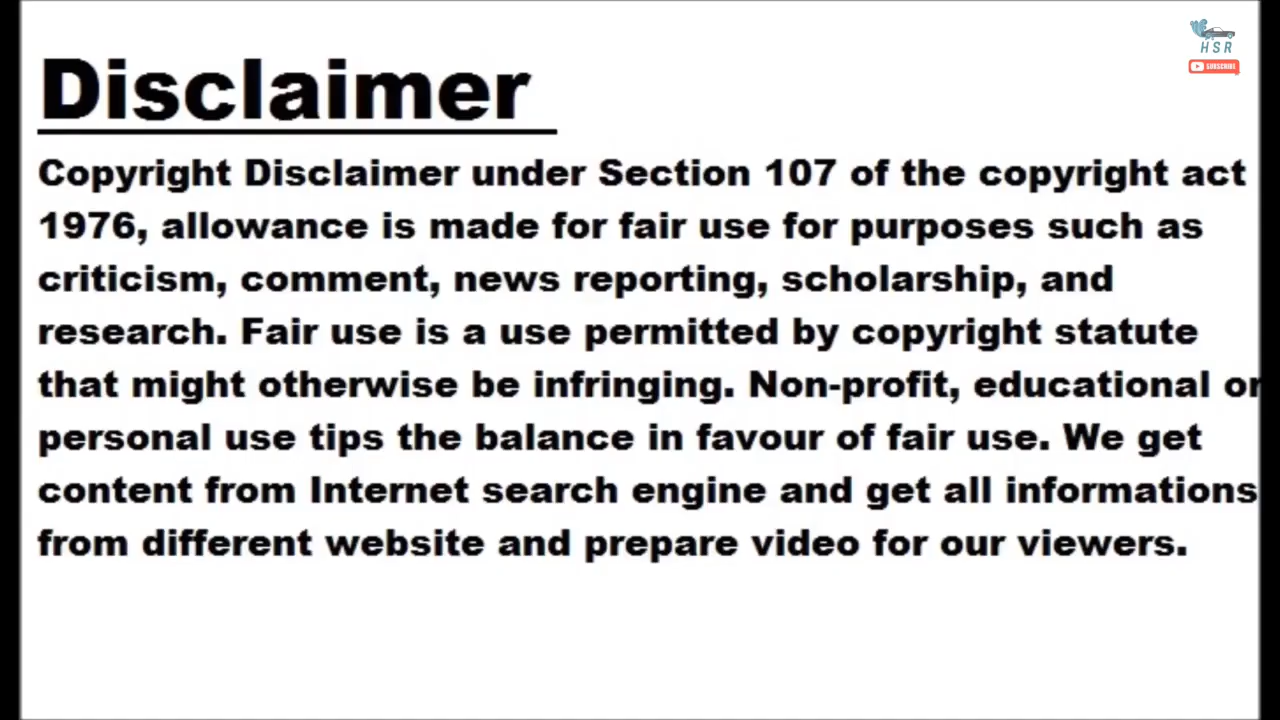 HSR
SUBSCRIBE
Disclaimer
Copyright Disclaimer under Section 107 of the copyright act
1976, allowance is made for fair use for purposes such as
criticism, comment, news reporting, scholarship, and
research. Fair use is a use permitted by copyright statute
that might otherwise be infringing. Non-profit, educational or
personal use tips the balance in favour of fair use. We get
content from Internet search engine and get all informations
from different website and prepare video for our viewers.